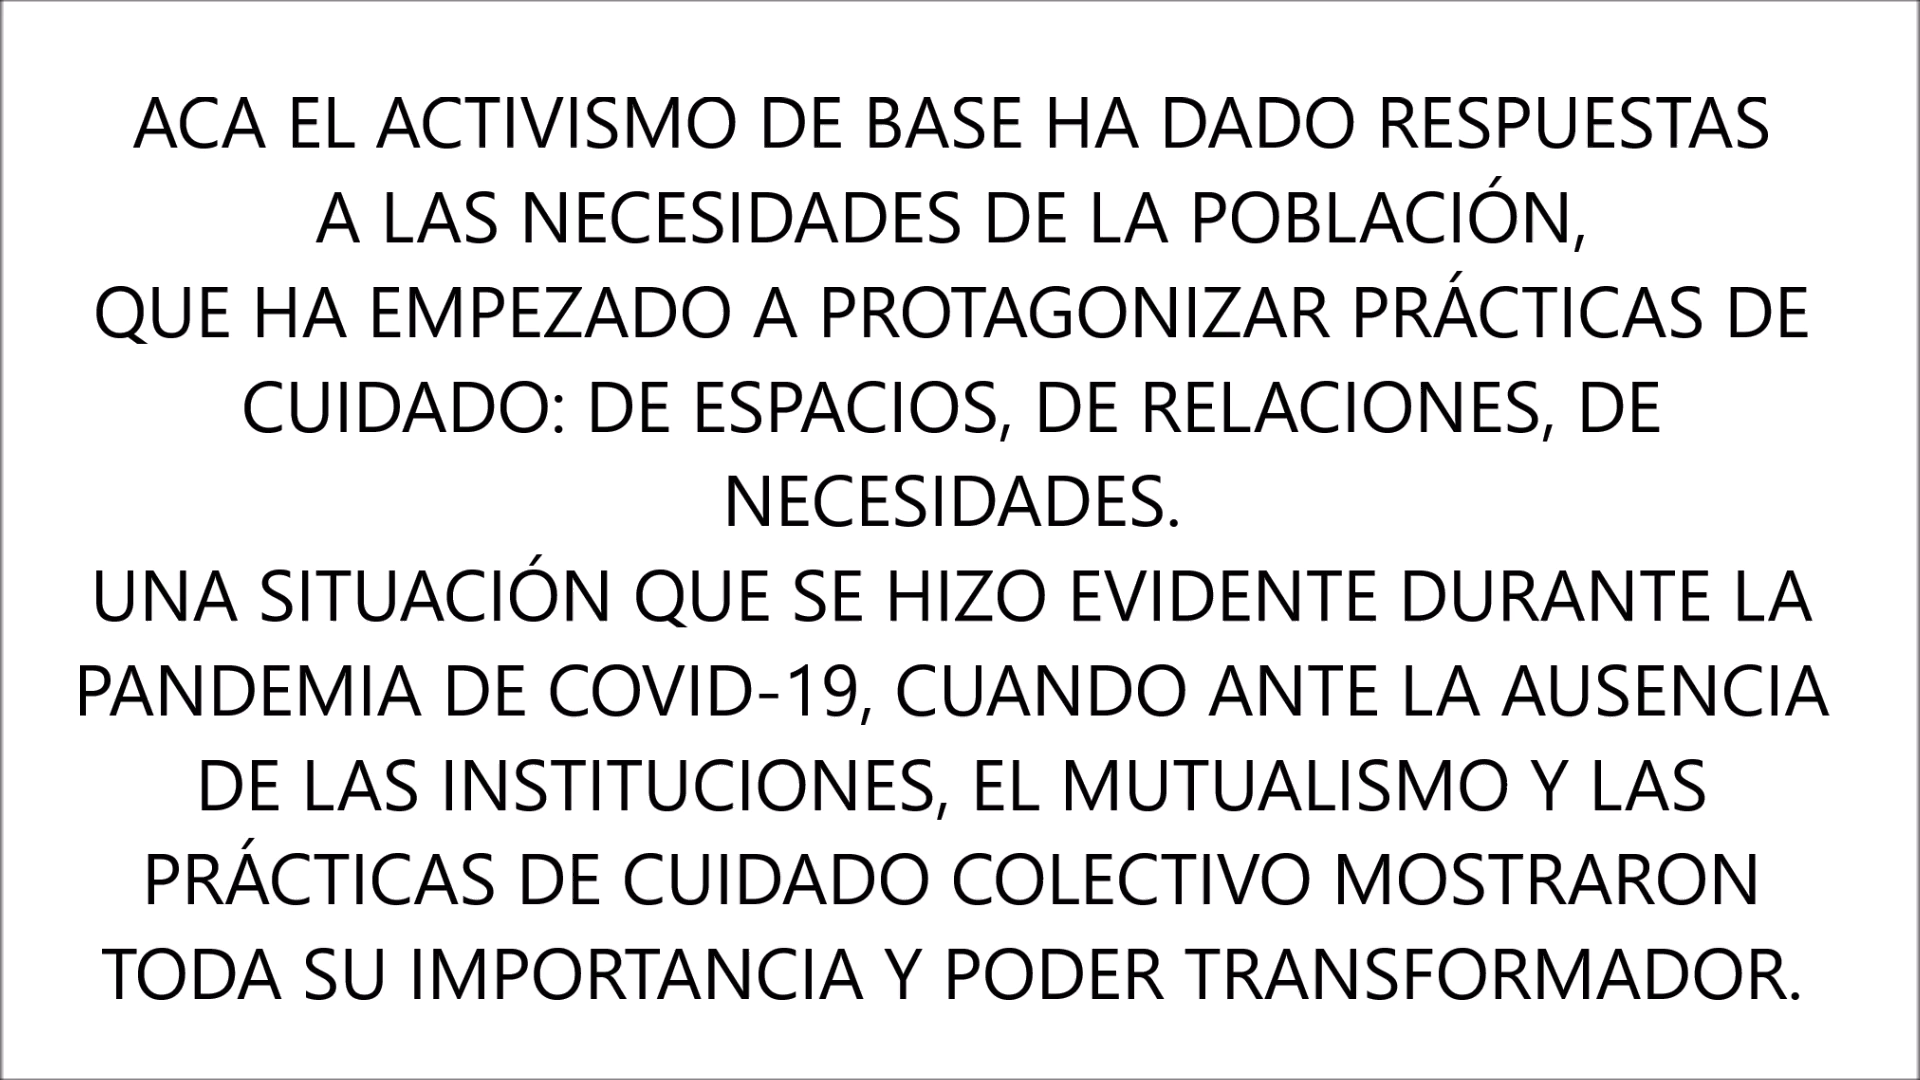 ACA EL ACTIVISMO DE BASE HA DADO RESPUESTAS
A LAS NECESIDADES DE LA POBLACIÓN,
QUE HA EMPEZADO A PROTAGONIZAR PRÁCTICAS DE
CUIDADO: DE ESPACIOS, DE RELACIONES, DE
NECESIDADES.
UNA SITUACIÓN QUE SE HIZO EVIDENTE DURANTE LA
PANDEMIA DE COVID-19, CUANDO ANTE LA AUSENCIA
DE LAS INSTITUCIONES, EL MUTUALISMO Y LAS
PRÁCTICAS DE CUIDADO COLECTIVO MOSTRARON
TODA SU IMPORTANCIA Y PODER TRANSFORMADOR.